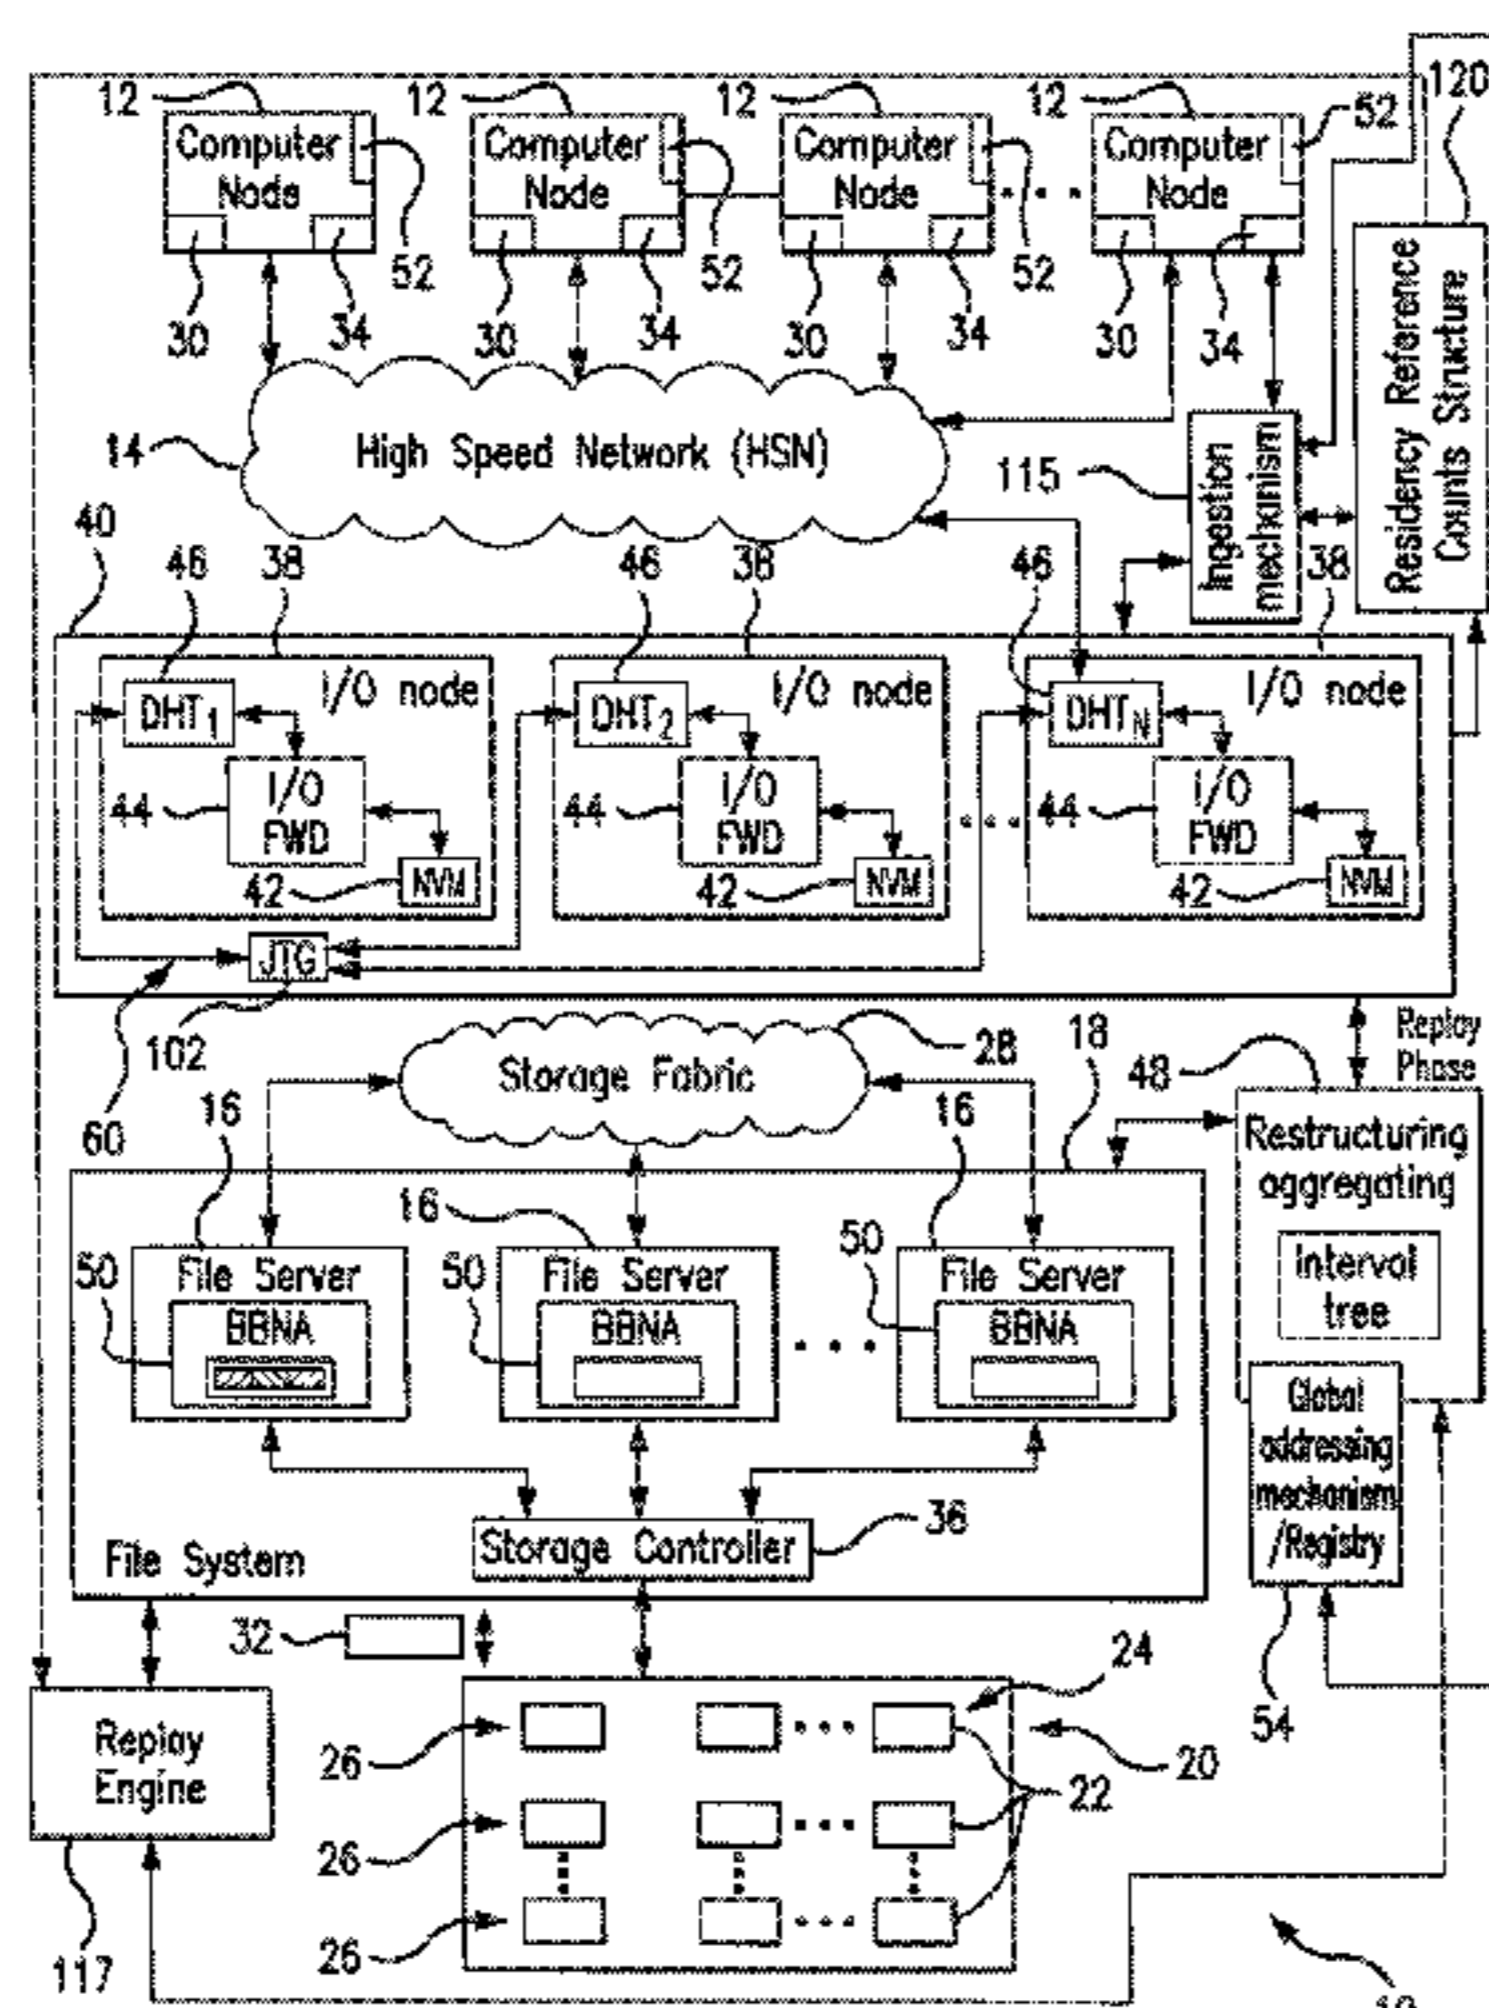 12 12 12 12 52 120
Computer Node Computer Node Computer Node Computer Node
52 52 52
30 34 30 34 30 34 30 34
High Speed Network (HSN)
14
115
Ingestion mechanism
Residency Reference Counts Structure
40 46 38 46 38 46 38
I/O node I/O node I/O node
DHT1 DHT2 DHTN
I/O FWD I/O FWD I/O FWD
44 44 44
42 NVM 42 NVM 42 NVM
JTG
102
60
Storage Fabric
28 18 48
Replay
Phase
16 16 16
Restructuring
aggregating
interval
tree
50 File Server 50 File Server 50 File Server
BBNA BBNA BBNA
Global
addressing
mechanism
/Registry
Storage Controller
36
File System
32
54
24
20
22
26
26
26
Replay
Engine
117